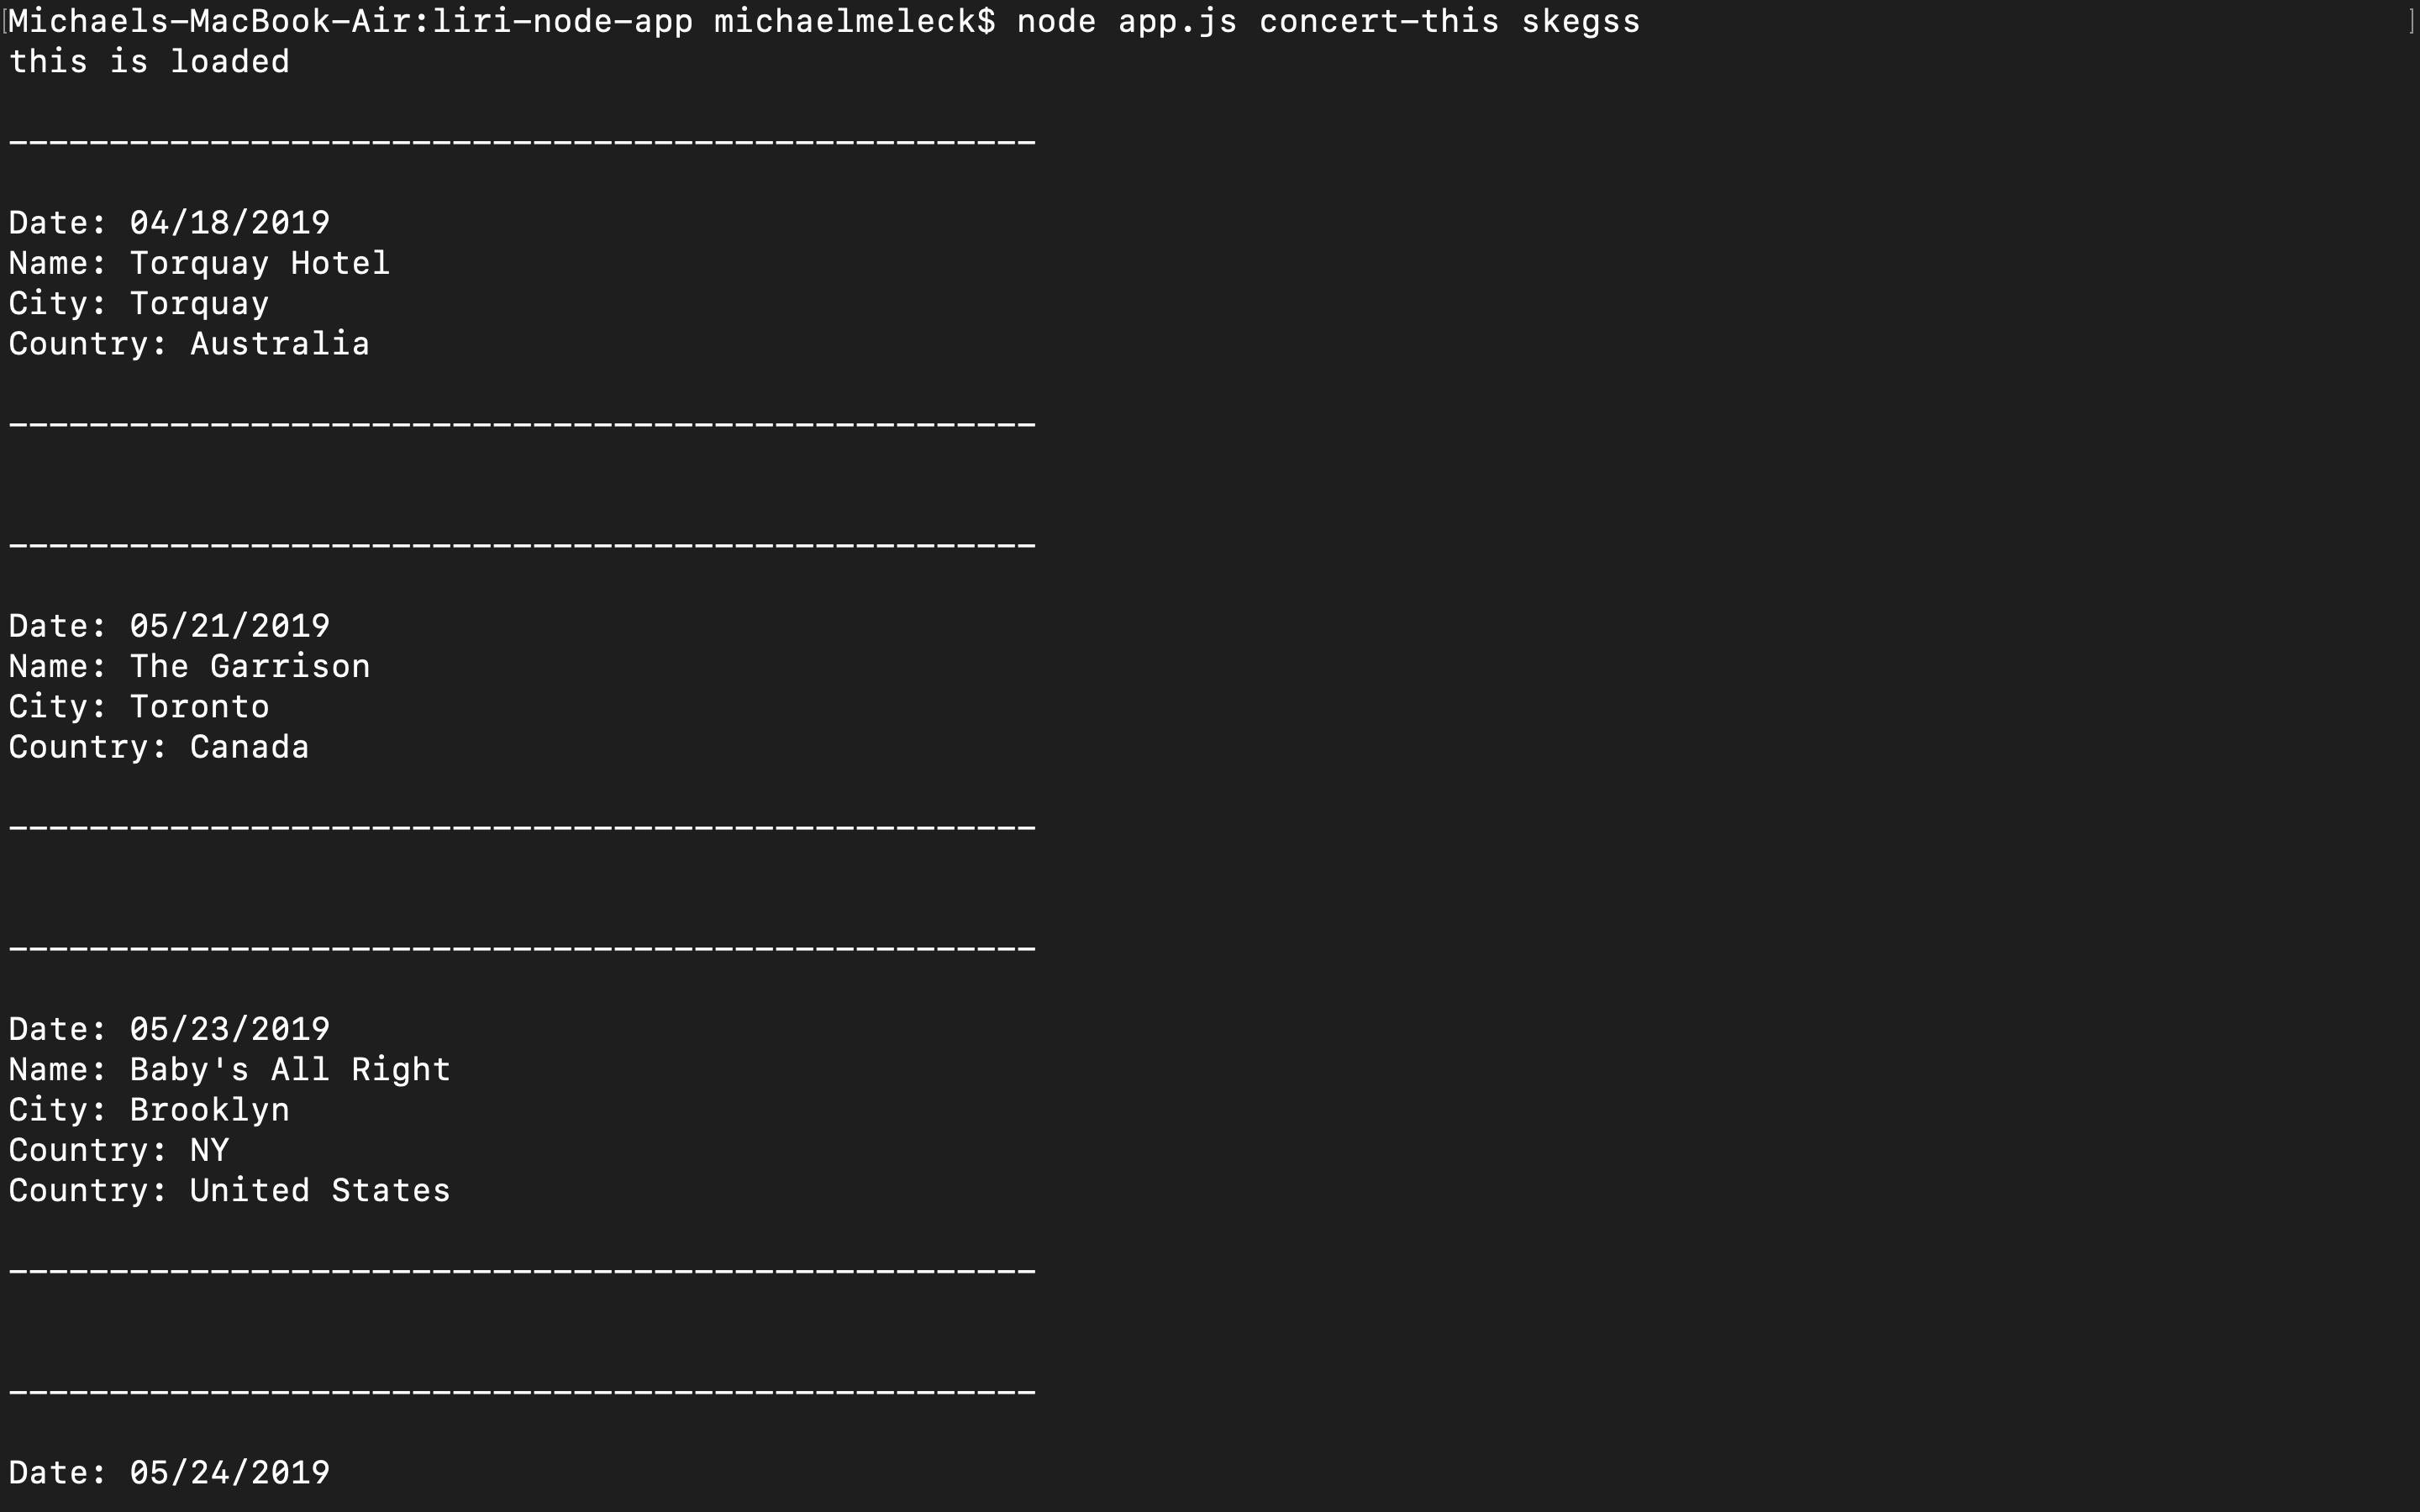 Michaels-MacBook-Air:liri-node-app michaelmeleck$ node app.js concert-this skegss
this is loaded
---------------------------------------------------
Date: 04/18/2019
Name: Torquay Hotel
City: Torquay
Country: Australia
---------------------------------------------------
---------------------------------------------------
Date: 05/21/2019
Name: The Garrison
City: Toronto
Country: Canada
---------------------------------------------------
---------------------------------------------------
Date: 05/23/2019
Name: Baby's All Right
City: Brooklyn
Country: NY
Country: United States
---------------------------------------------------
---------------------------------------------------
Date: 05/24/2019